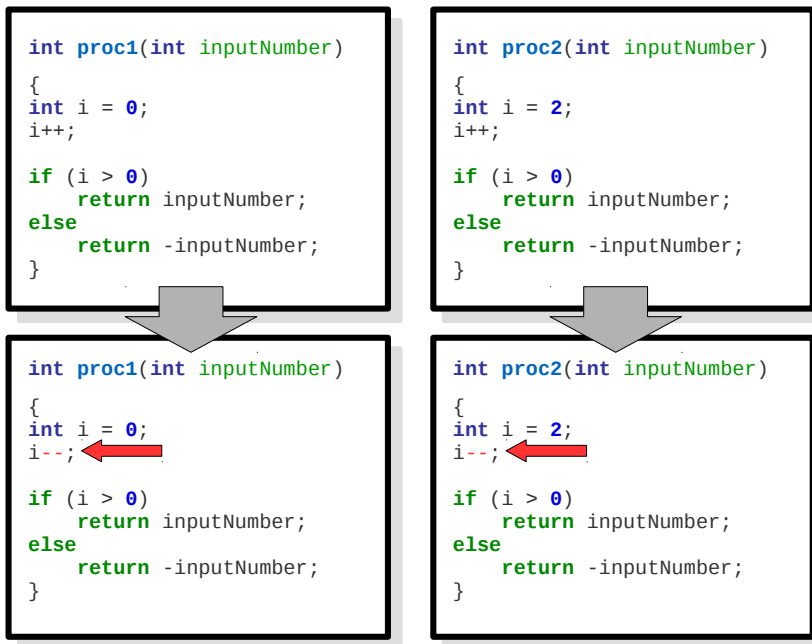 int proc1(int inputNumber)
{
int i = 0;
i++;
if (i > 0)
    return inputNumber;
else
    return -inputNumber;
}
int proc2(int inputNumber)
{
int i = 2;
i++;
if (i > 0)
    return inputNumber;
else
    return -inputNumber;
}
int proc1(int inputNumber)
{
int i = 0;
i--;
if (i > 0)
    return inputNumber;
else
    return -inputNumber;
}
int proc2(int inputNumber)
{
int i = 2;
i--;
if (i > 0)
    return inputNumber;
else
    return -inputNumber;
}